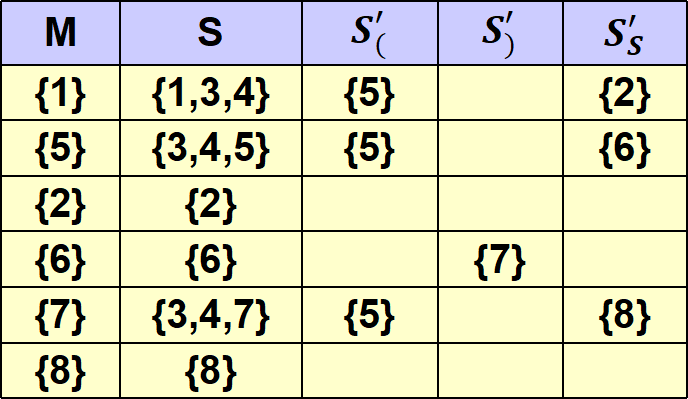 M S S′( S′) S′S
{1} {1,3,4} {5} {2}
{5} {3,4,5} {5} {6}
{2} {2}
{6} {6} {7}
{7} {3,4,7} {5} {8}
{8} {8}